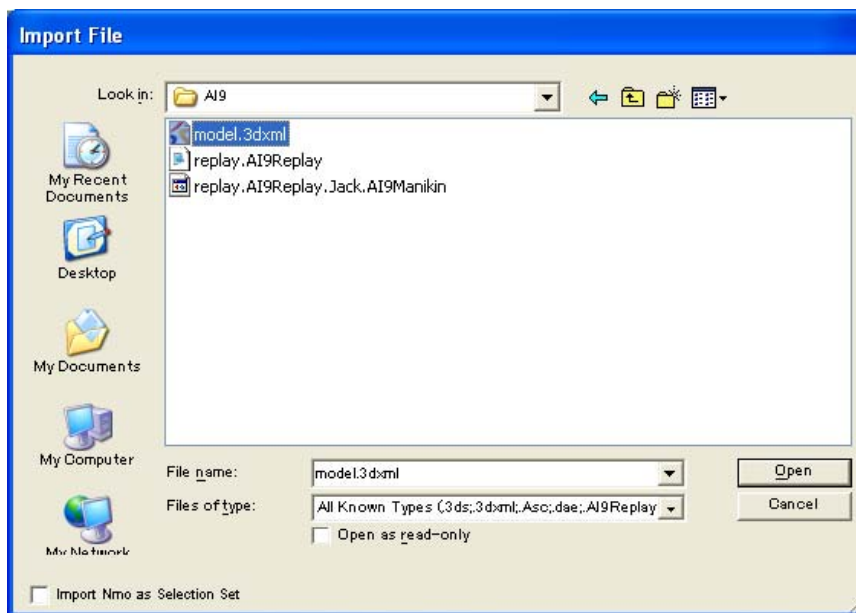 Import File
Look in:
AI9
model.3dxml
replay.AI9Replay
replay.AI9Replay.Jack.AI9Manikin
My Recent
Documents
Desktop
My Documents
My Computer
My Network
File name:
model.3dxml
Open
Files of type:
All Known Types (.3ds;.3dxml;.Asc;.dae;.AI9Replay
Cancel
Open as read-only
Import Nmo as Selection Set